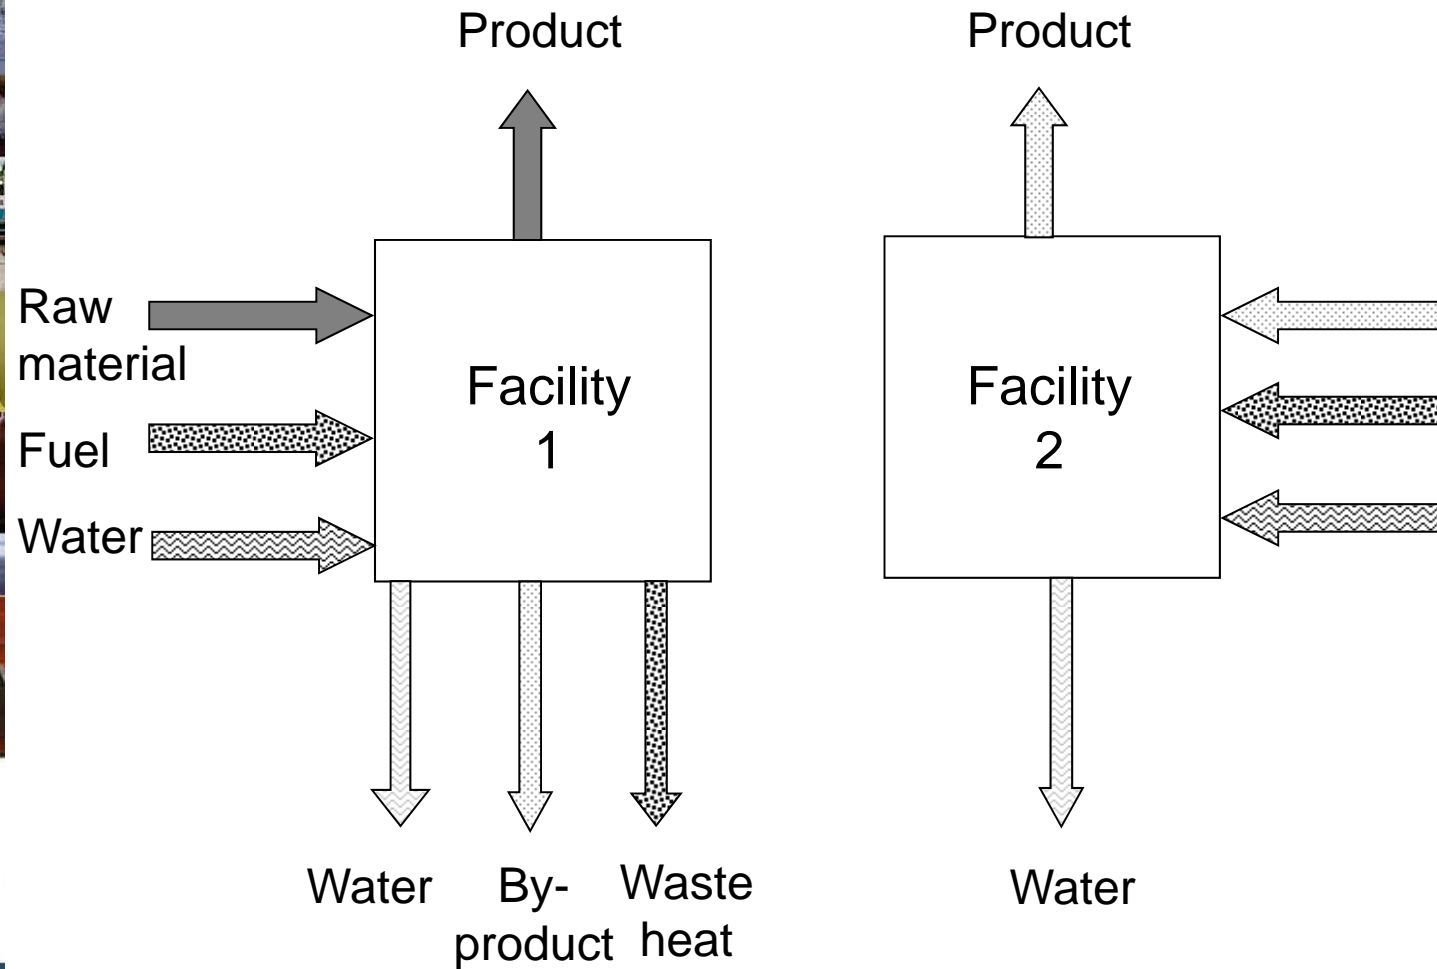 Product
Product
Raw
material
Fuel
Water
Facility
1
Facility
2
Water
By-
product
Waste
heat
Water